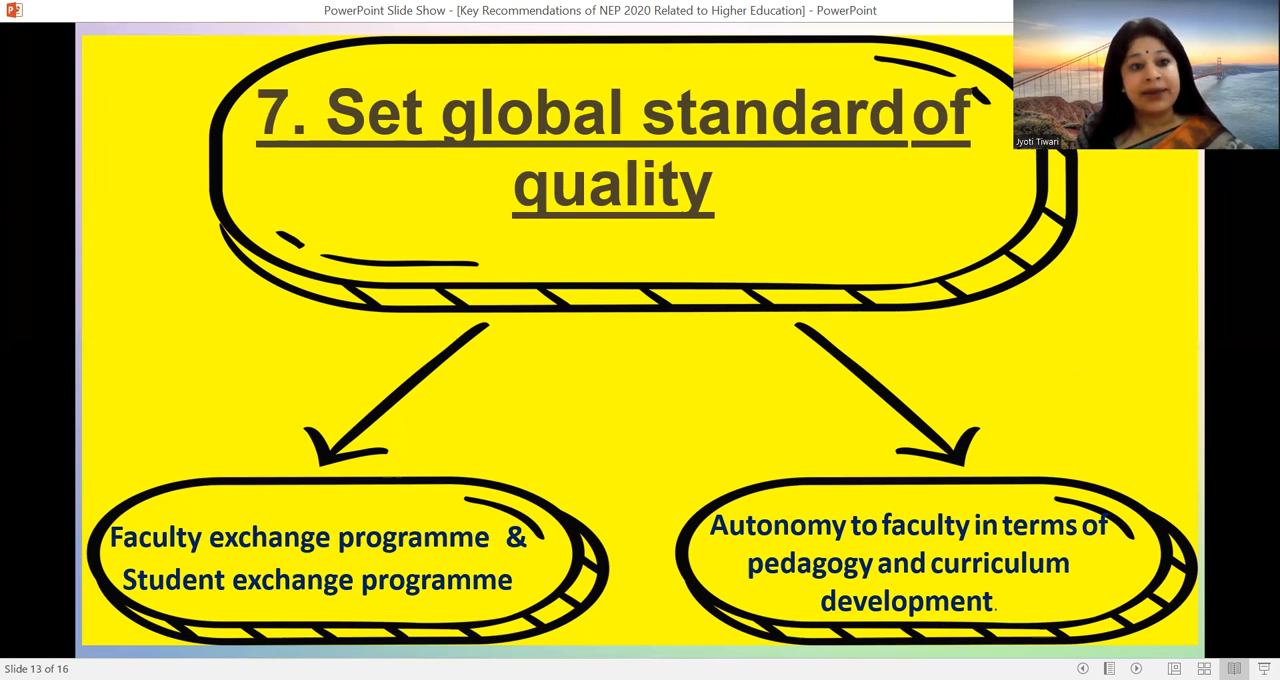 PowerPoint Slide Show - [Key Recommendations of NEP 2020 Related to Higher Education] - PowerPoint
7. Set global standard of
quality
Jyoti Tiwari
Faculty exchange programme &
Student exchange programme
Autonomy to faculty in terms of
pedagogy and curriculum
development.
Slide 13 of 16